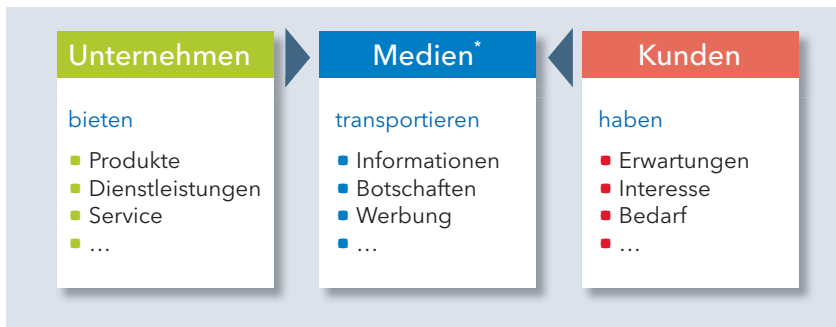 Unternehmen
bieten
Produkte
Dienstleistungen
Service
…
Medien*
transportieren
Informationen
Botschaften
Werbung
…
Kunden
haben
Erwartungen
Interesse
Bedarf
…